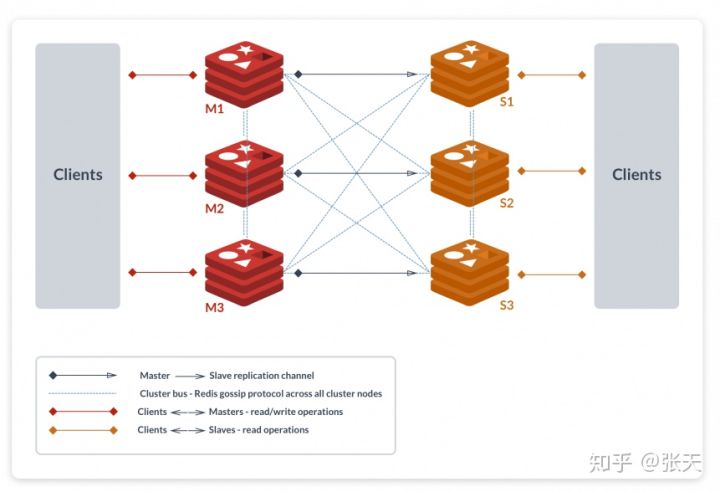 Clients
M1
M2
M3
S1
S2
S3
Clients
Master Slave replication channel
Cluster bus - Redis gossip protocol across all cluster nodes
Clients Masters - read/write operations
Clients Slaves - read operations
知乎 @张天